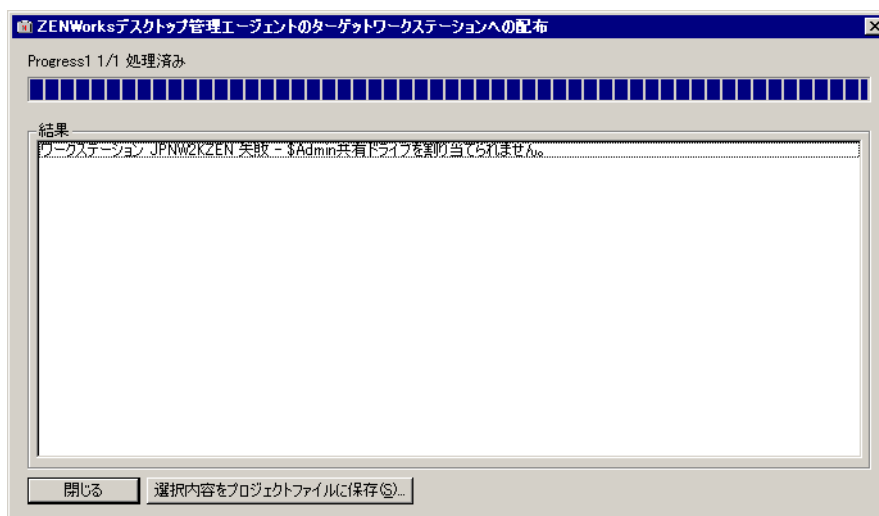 ZENWorksデスクトップ管理エージェントのターゲットワークステーションへの配布
Progress1 1/1 処理済み
結果
ワークステーション JPNW2KZEN 失敗 - $Admin共有ドライブを割り当てられません。
閉じる
選択内容をプロジェクトファイルに保存(S)...